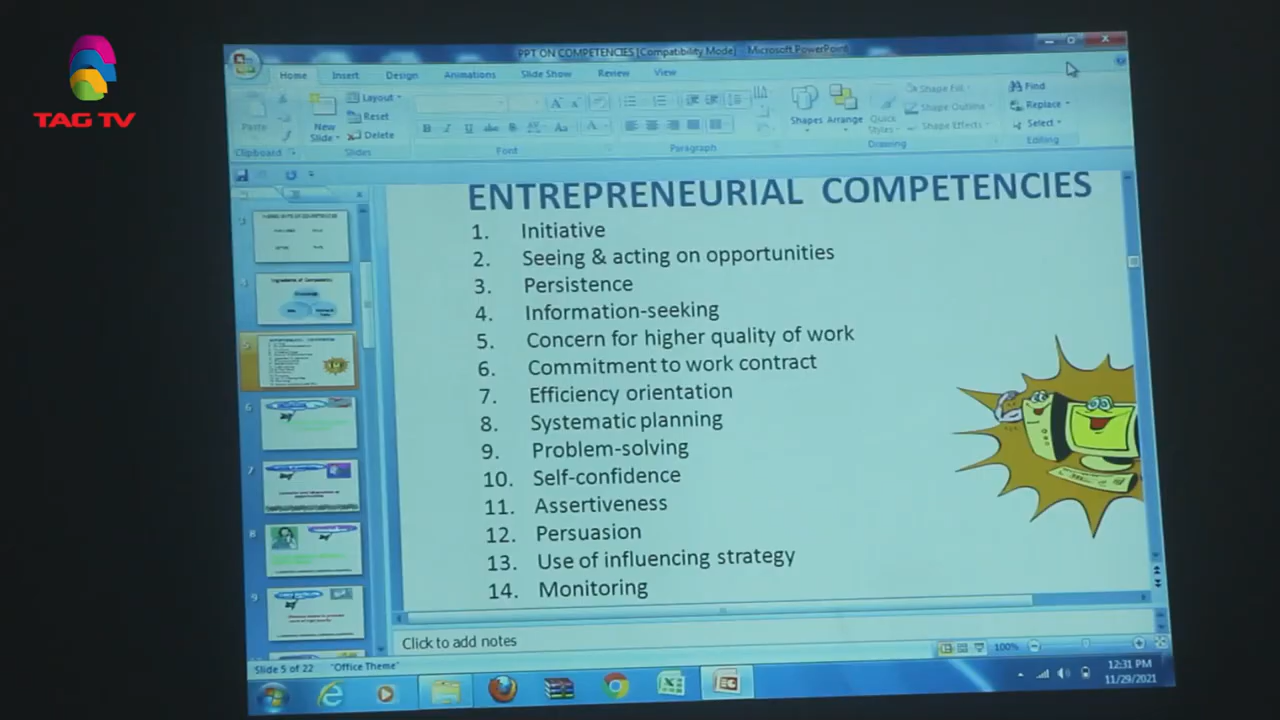 TAG TV
PPT ON COMPETENCIES [Compatibility Mode] - Microsoft PowerPoint
Home Insert Design Animations Slide Show Review View
Paste
New Slide
Layout
Reset
Delete
Shapes
Arrange
Quick Styles
Shape Fill
Shape Outline
Shape Effects
Find
Replace
Select
Clipboard Slides Font Paragraph Drawing Editing
ENTREPRENEURIAL COMPETENCIES
1. Initiative
2. Seeing & acting on opportunities
3. Persistence
4. Information-seeking
5. Concern for higher quality of work
6. Commitment to work contract
7. Efficiency orientation
8. Systematic planning
9. Problem-solving
10. Self-confidence
11. Assertiveness
12. Persuasion
13. Use of influencing strategy
14. Monitoring
5
6
7
8
9
Click to add notes
Slide 5 of 22 "Office Theme" 100%
12:31 PM
11/29/2021